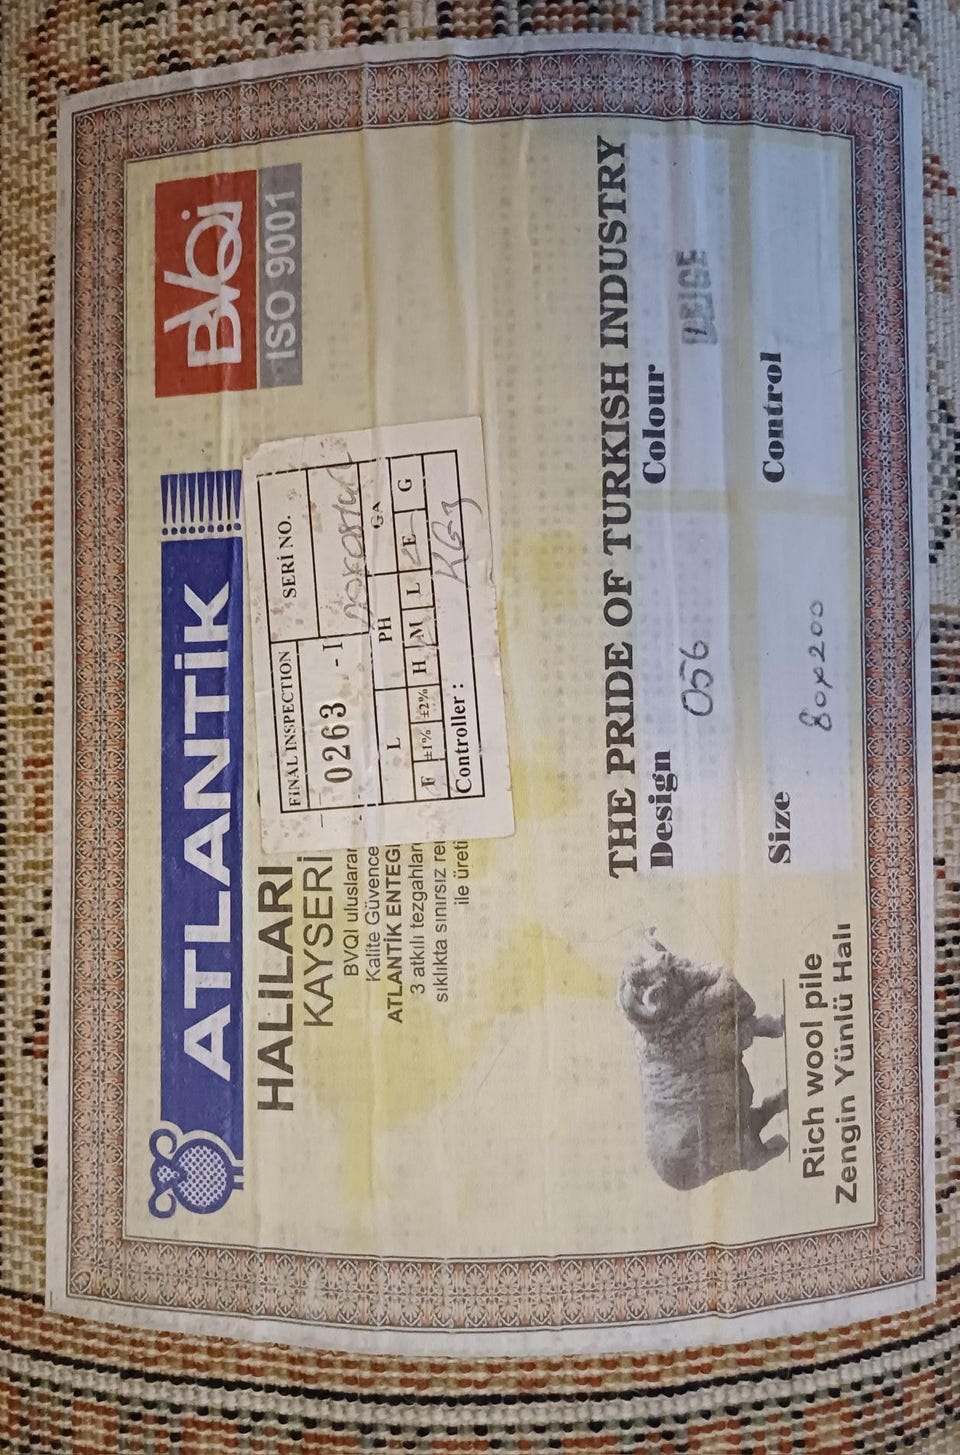 ATLANTİK
BVQi
ISO 9001
HALILARI
KAYSERİ
BVQI uluslarar
Kalite Güvence
ATLANTİK ENTEG
3 atkılı tezgahlar
sıklıkta sınırsız re
ile üreti
FINAL INSPECTION
SERİ NO.
0263 - I
L PH GA
F ±1% ±2% H M L E G
Controller :
THE PRIDE OF TURKISH INDUSTRY
Design Colour
056 BEIGE
Size Control
80x200
Rich wool pile
Zengin Yünlü Halı